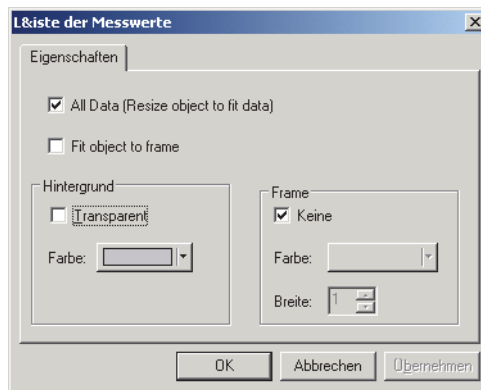 L&iste der Messwerte
Eigenschaften
All Data (Resize object to fit data)
Fit object to frame
Hintergrund
Transparent
Farbe:
Frame
Keine
Farbe:
Breite: 1
OK Abbrechen Übernehmen